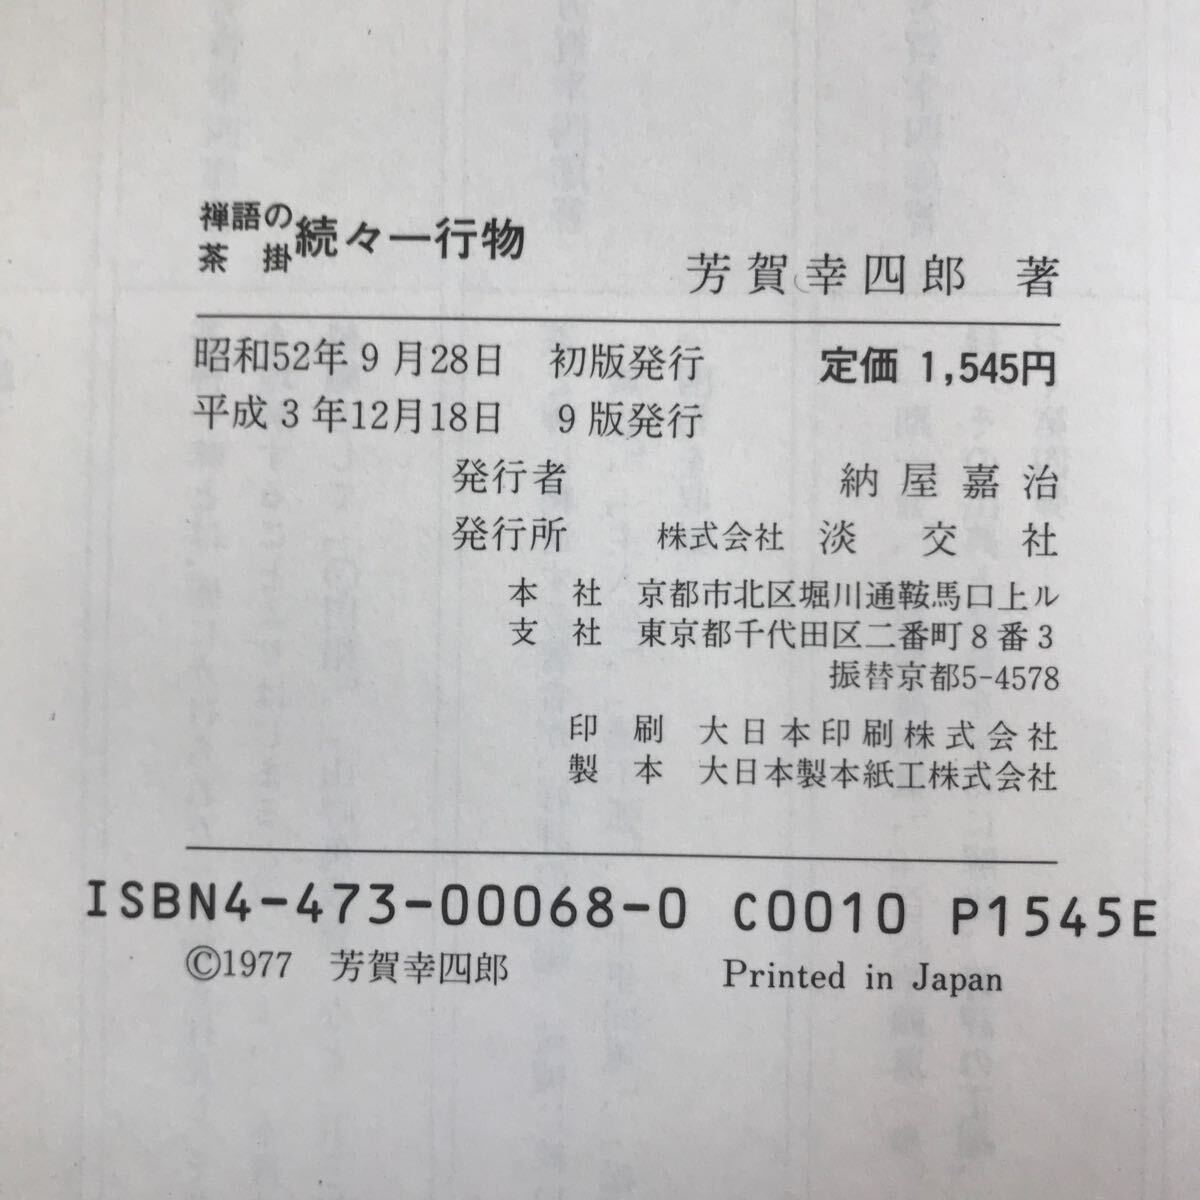 禅語の
茶掛
続々一行物
芳賀幸四郎 著
昭和52年9月28日 初版発行 定価 1,545円
平成3年12月18日 9版発行
発行者 納屋嘉治
発行所 株式会社 淡交社
本社 京都市北区堀川通鞍馬口上ル
支社 東京都千代田区二番町8番3
振替京都5-4578
印刷 大日本印刷株式会社
製本 大日本製本紙工株式会社
ISBN4-473-00068-0 C0010 P1545E
©1977 芳賀幸四郎 Printed in Japan